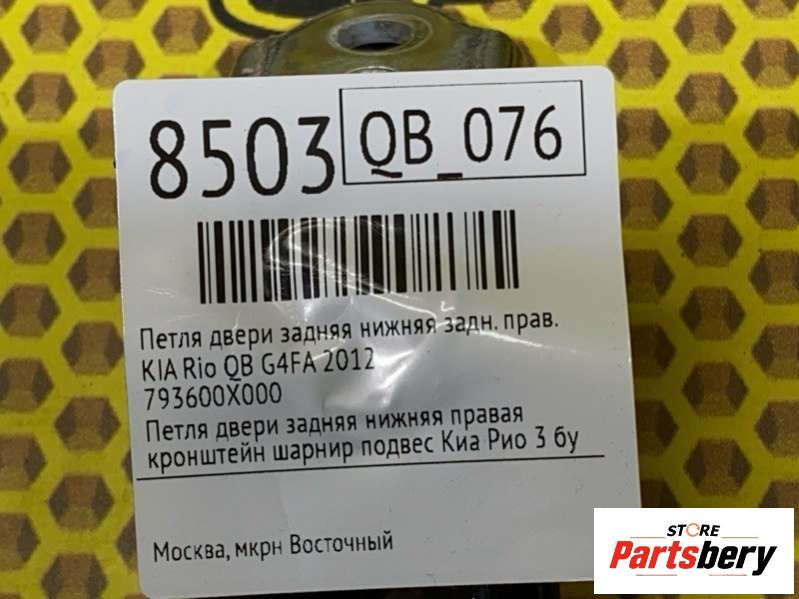 8503 QB_076
Петля двери задняя нижняя задн. прав.
KIA Rio QB G4FA 2012
793600X000
Петля двери задняя нижняя правая
кронштейн шарнир подвес Киа Рио 3 бу
Москва, мкрн Восточный
STORE
Partsbery